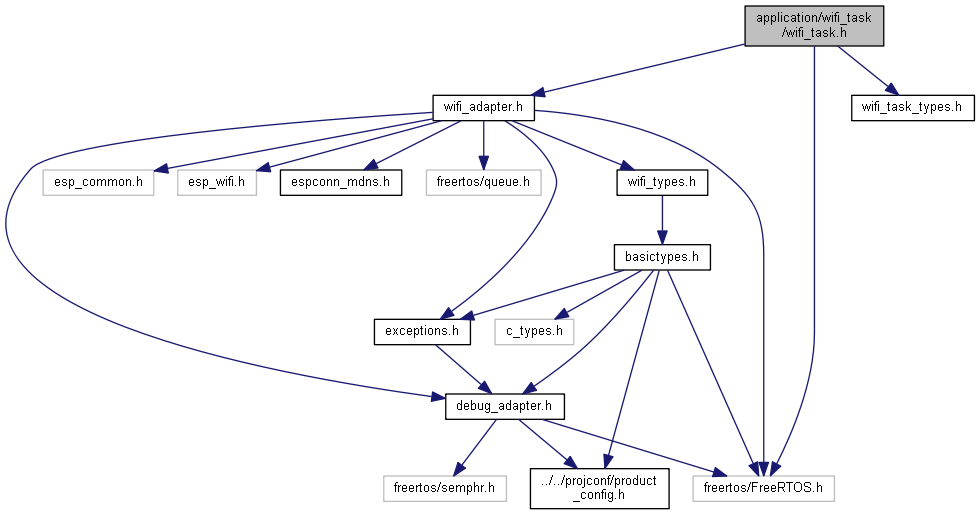 application/wifi_task
/wifi_task.h
wifi_adapter.h
wifi_task_types.h
esp_common.h
esp_wifi.h
espconn_mdns.h
freertos/queue.h
wifi_types.h
basictypes.h
exceptions.h
c_types.h
debug_adapter.h
freertos/semphr.h
../../projconf/product
_config.h
freertos/FreeRTOS.h